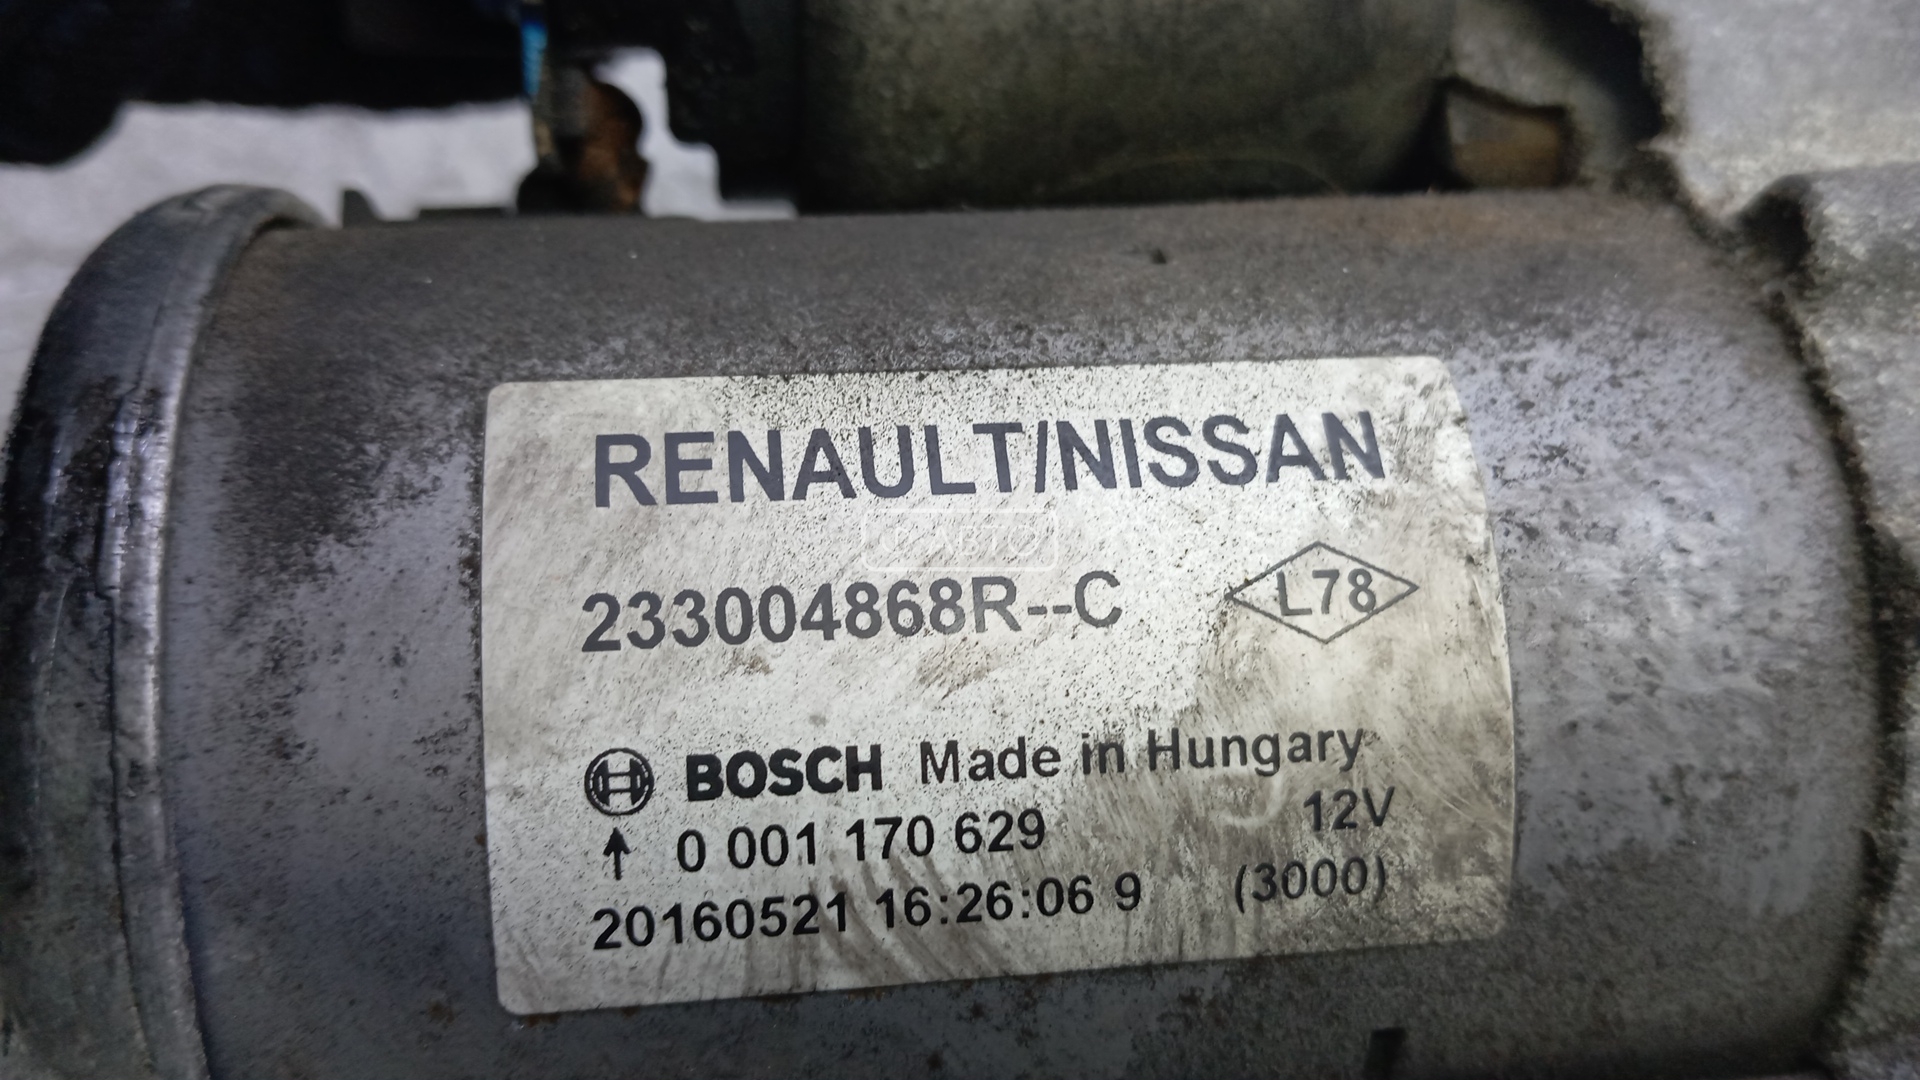 RENAULT/NISSAN
АВТО
233004868R--C L78
BOSCH Made in Hungary
0 001 170 629 12V
20160521 16:26:06 9 (3000)